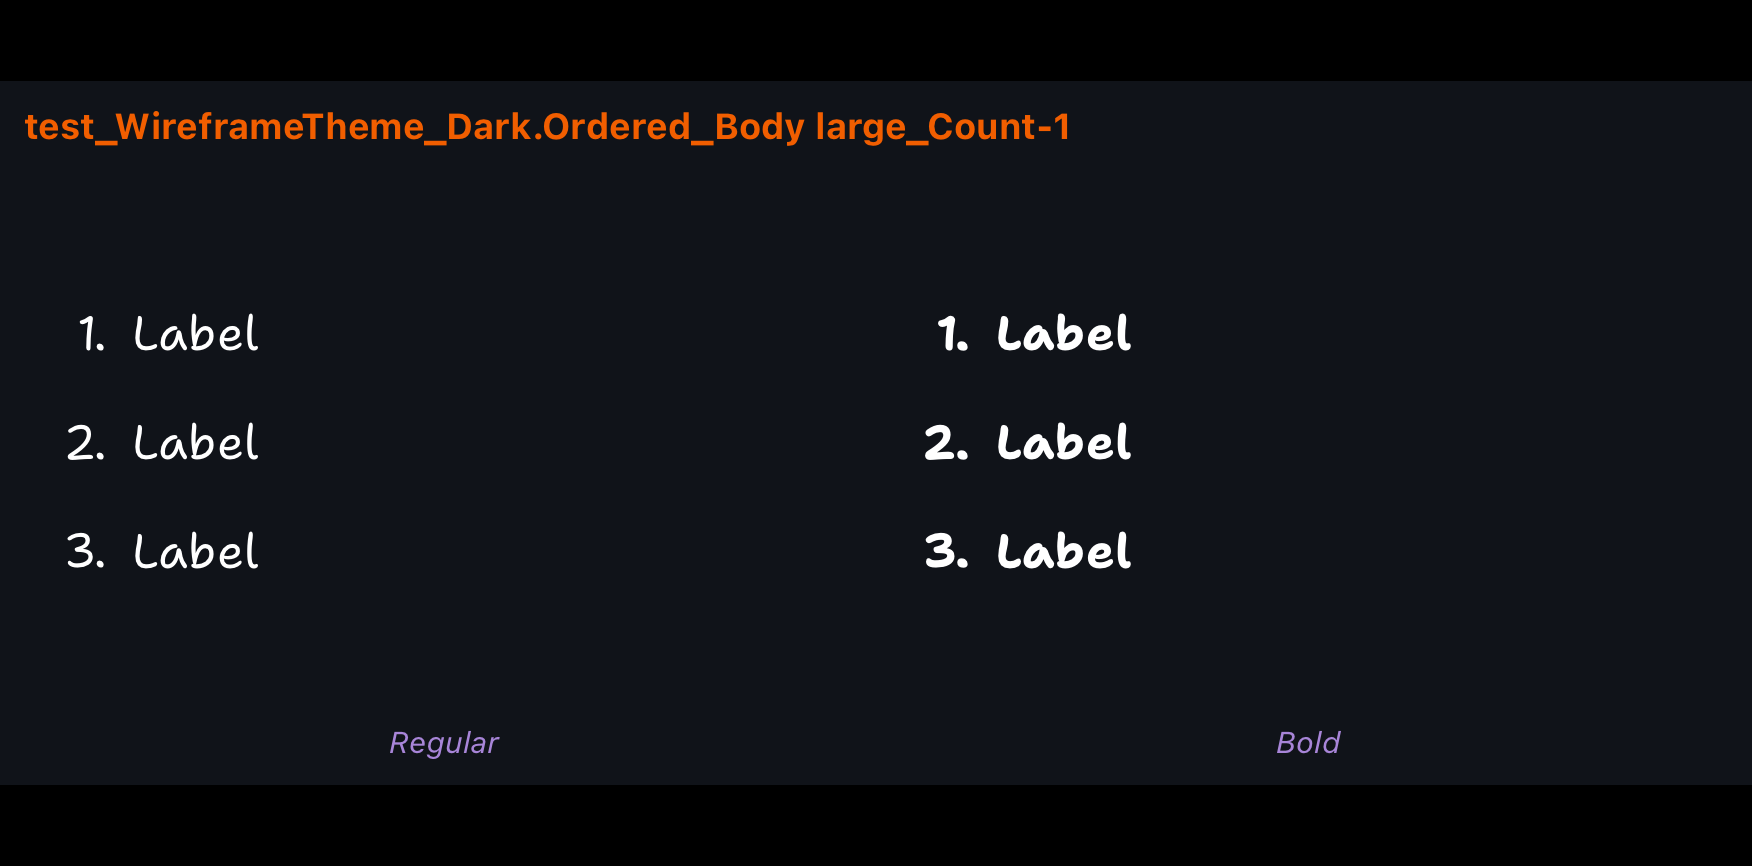 test_WireframeTheme_Dark.Ordered_Body large_Count-1
1. Label
2. Label
3. Label
Regular
1. Label
2. Label
3. Label
Bold